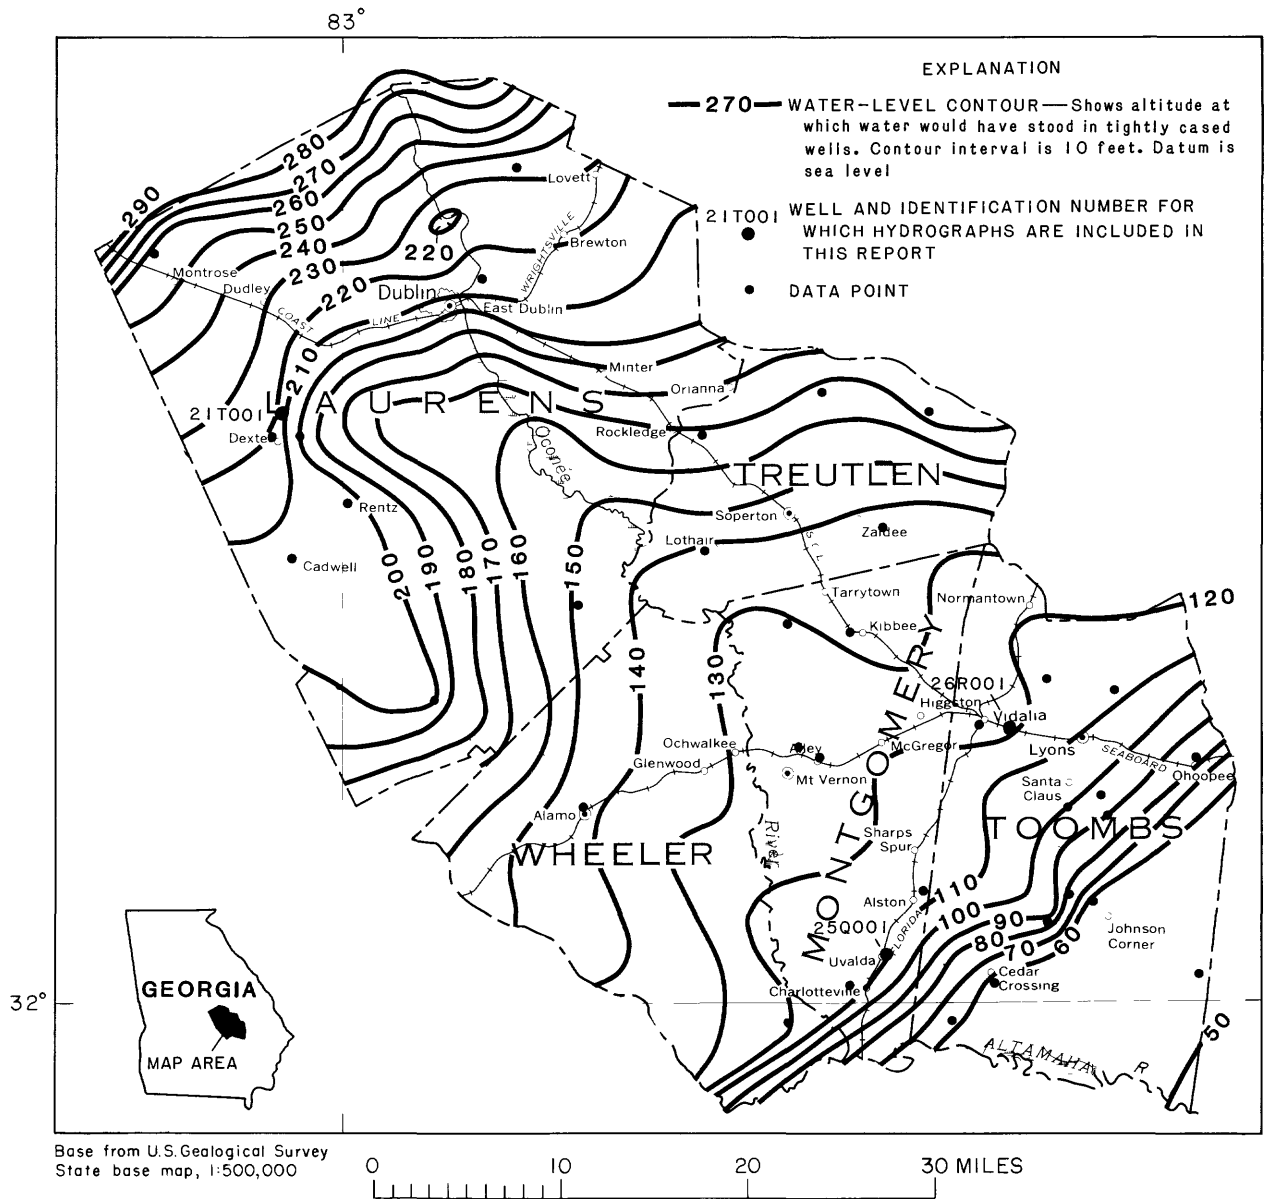 83°
EXPLANATION
270 WATER-LEVEL CONTOUR—Shows altitude at
which water would have stood in tightly cased
wells. Contour interval is 10 feet. Datum is
sea level
21T001 WELL AND IDENTIFICATION NUMBER FOR
WHICH HYDROGRAPHS ARE INCLUDED IN
THIS REPORT
DATA POINT
290
280
270
260
250
240
230
220
210
220
Lovett
WRIGHTSVILLE
Brewton
Montrose
Dudley
Dublin
East Dublin
COAST
LINE
Minter
Orianna
LAURENS
21T001
Dexte
Rockledge
Oconee
TREUTLEN
Rentz
Soperton
Zaidee
Lothair
S C L
Cadwell
200
190
180
170
160
150
Tarrytown
Normantown
120
Kibbee
140
130
26R001
Higgston
Vidalia
Ochwalkee
Ailey
McGregor
Lyons
SEABOARD
Glenwood
Mt Vernon
Ohoopee
Santa
Claus
MONTGOMERY
Alamo
TOOMBS
WHEELER
River
Sharps
Spur
110
Alston
100
90
80
70
60
FLORIDA
25Q001
Johnson
Corner
Uvalda
Cedar
Crossing
Charlotteville
32°
GEORGIA
MAP AREA
ALTAMAHA R
50
Base from U.S. Geological Survey
State base map, 1:500,000
0 10 20 30 MILES